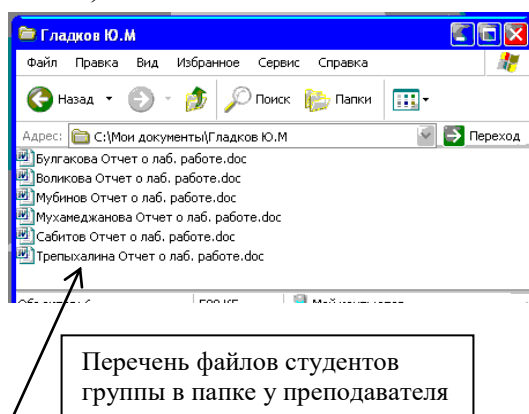 Гладков Ю.М
Файл Правка Вид Избранное Сервис Справка
Назад Поиск Папки
Адрес: C:\Мои документы\Гладков Ю.М Переход
Булгакова Отчет о лаб. работе.doc
Воликова Отчет о лаб. работе.doc
Мубинов Отчет о лаб. работе.doc
Мухамеджанова Отчет о лаб. работе.doc
Сабитов Отчет о лаб. работе.doc
Трепыхалина Отчет о лаб. работе.doc
Перечень файлов студентов
группы в папке у преподавателя